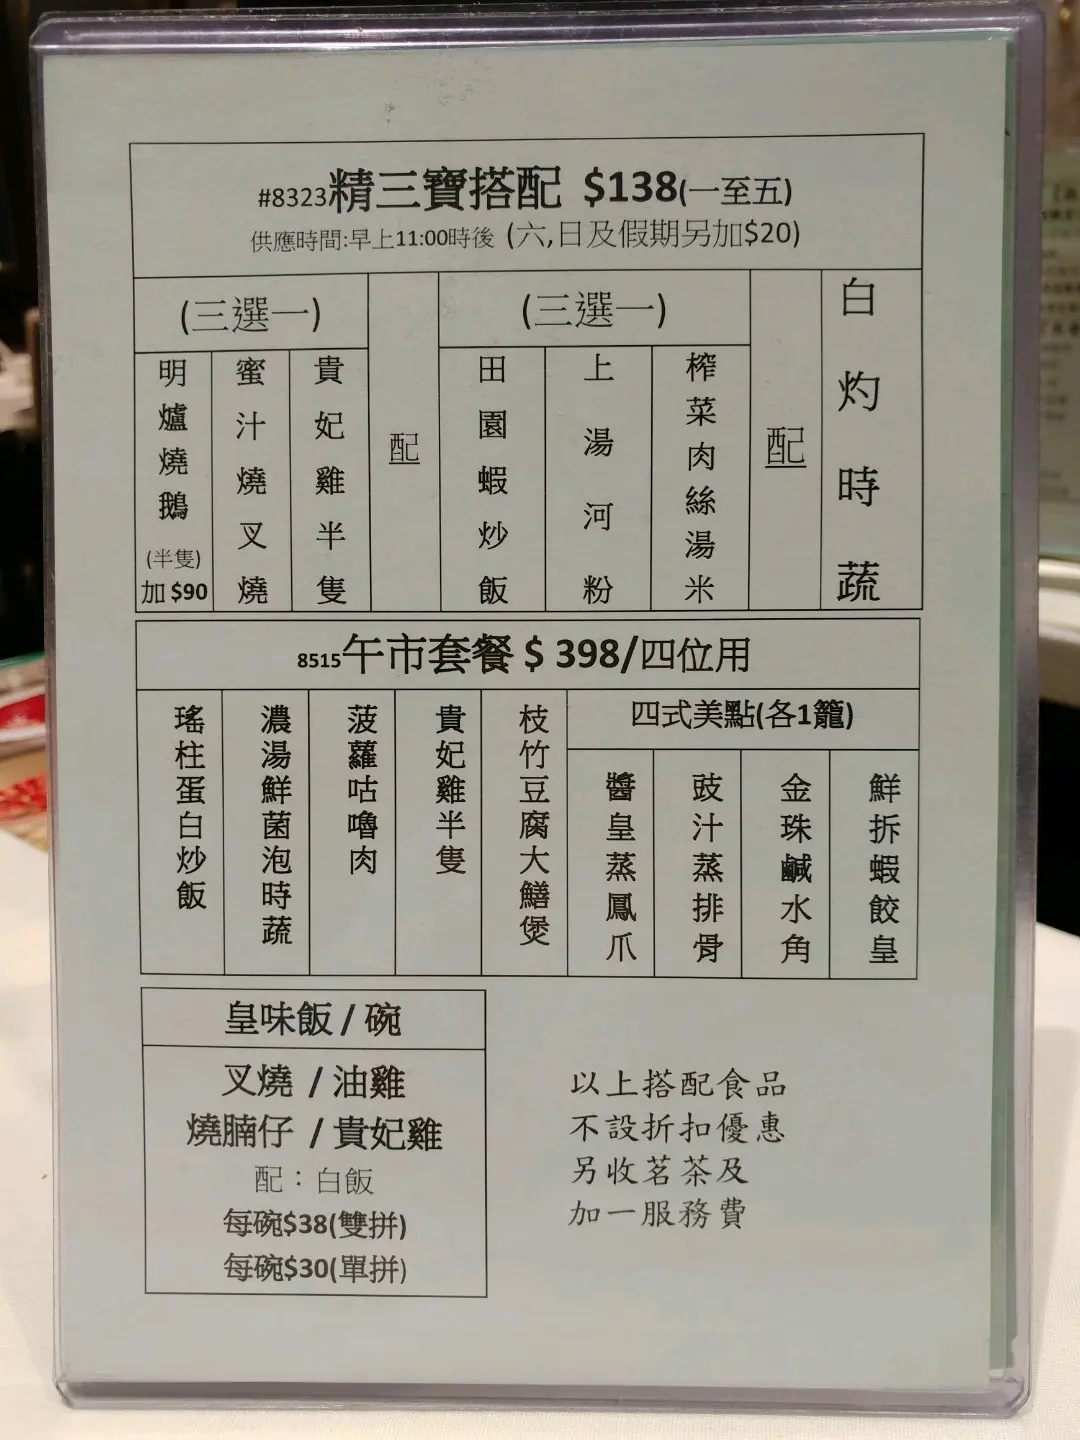 #8323精三寶搭配 $138(一至五)
供應時間:早上11:00時後 (六,日及假期另加$20)
(三選一)
明爐燒鵝
(半隻)
加 $90
蜜汁燒叉燒
貴妃雞半隻
配
(三選一)
田園蝦炒飯
上湯河粉
榨菜肉絲湯米
配
白灼時蔬
8515午市套餐 $ 398/四位用
瑤柱蛋白炒飯
濃湯鮮菌泡時蔬
菠蘿咕嚕肉
貴妃雞半隻
枝竹豆腐大鱔煲
四式美點(各1籠)
醬皇蒸鳳爪
豉汁蒸排骨
金珠鹹水角
鮮拆蝦餃皇
皇味飯 / 碗
叉燒 / 油雞
燒腩仔 / 貴妃雞
配：白飯
每碗$38(雙拼)
每碗$30(單拼)
以上搭配食品
不設折扣優惠
另收茗茶及
加一服務費